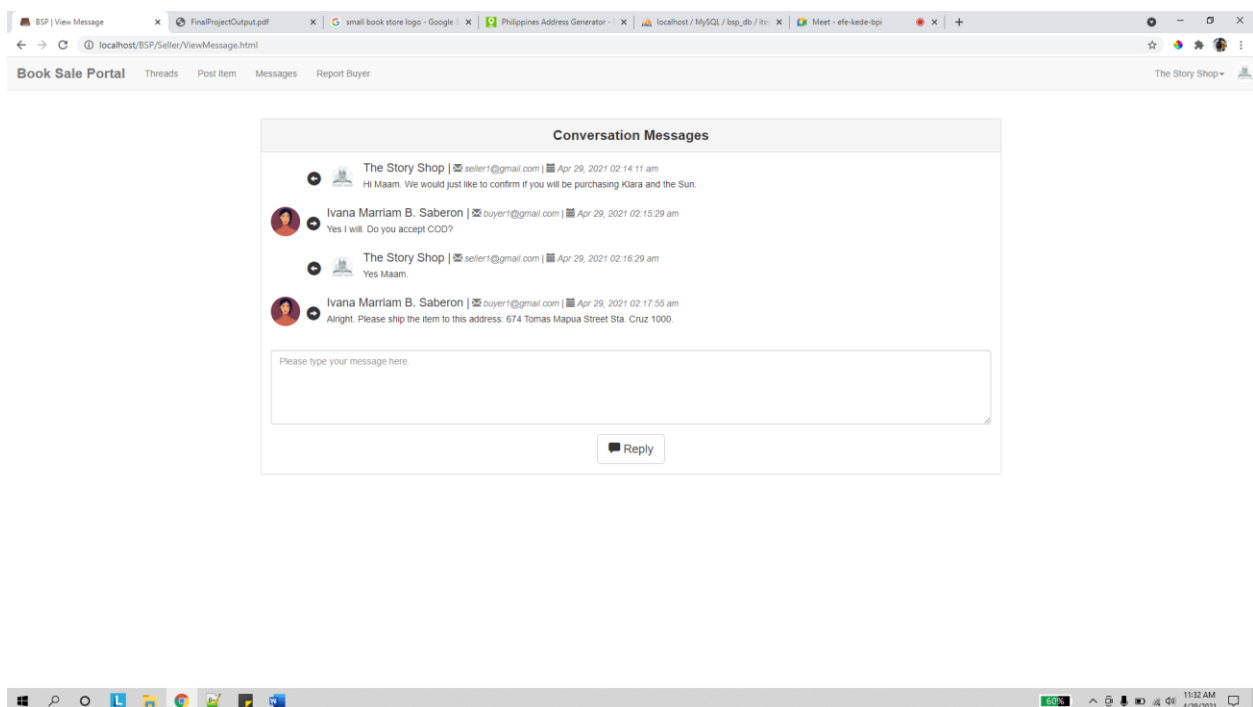 BSP | View Message
FinalProjectOutput.pdf
small book store logo - Google
Philippines Address Generator -
localhost / MySQL / bsp_db /
Meet - efe-kede-bpi
localhost/BSP/Seller/ViewMessage.html
Book Sale Portal Threads Post Item Messages Report Buyer The Story Shop
Conversation Messages
The Story Shop | seller1@gmail.com | Apr 29, 2021 02:14:11 am
Hi Maam. We would just like to confirm if you will be purchasing Klara and the Sun.
Ivana Marriam B. Saberon | buyer1@gmail.com | Apr 29, 2021 02:15:29 am
Yes I will. Do you accept COD?
The Story Shop | seller1@gmail.com | Apr 29, 2021 02:16:29 am
Yes Maam.
Ivana Marriam B. Saberon | buyer1@gmail.com | Apr 29, 2021 02:17:55 am
Alright. Please ship the item to this address: 674 Tomas Mapua Street Sta. Cruz 1000.
Please type your message here.
Reply
60%
11:32 AM
4/29/2021